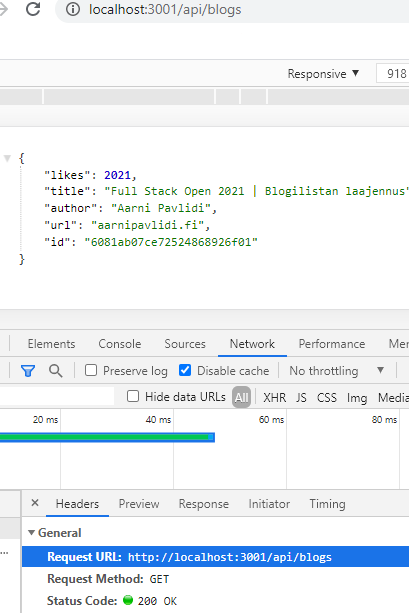 localhost:3001/api/blogs
Responsive ▼ 918
{
"likes": 2021,
"title": "Full Stack Open 2021 | Blogilistan laajennus"
"author": "Aarni Pavlidi",
"url": "aarnipavlidi.fi",
"id": "6081ab07ce72524868926f01"
}
Elements Console Sources Network Performance Mer
Preserve log Disable cache No throttling ▼
Hide data URLs All XHR JS CSS Img Media
20 ms 40 ms 60 ms 80 ms
× Headers Preview Response Initiator Timing
▼ General
Request URL: http://localhost:3001/api/blogs
Request Method: GET
Status Code: 200 OK